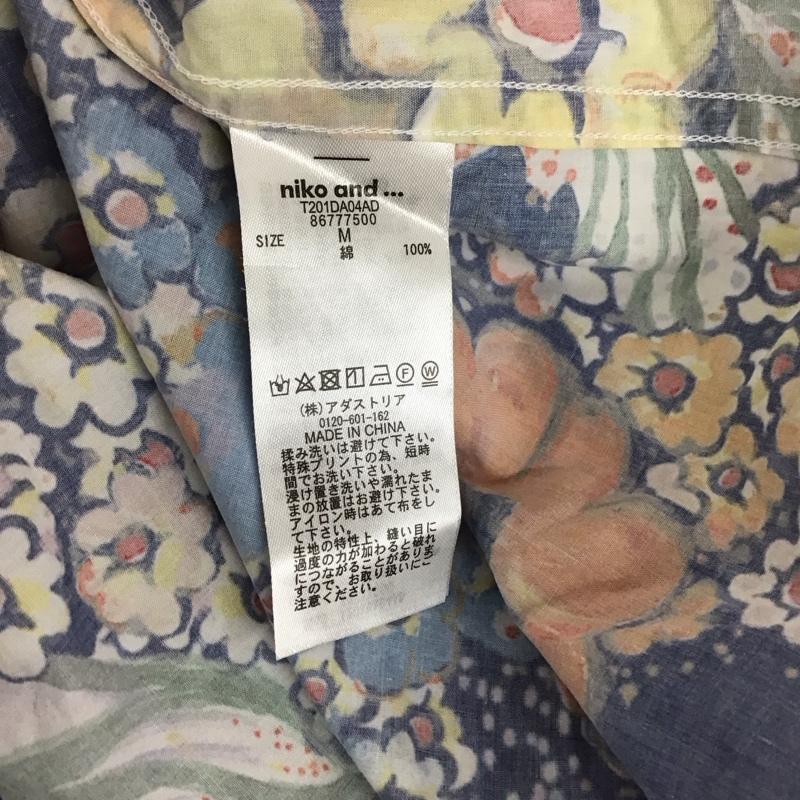 niko and ...
T201DA04AD
86777500
SIZE M
綿 100%
F W
(株)アダストリア
0120-601-162
MADE IN CHINA
揉み洗いは避けて下さい。
特殊プリントの為、短時
間でお洗い下さい。
浸け置き洗いや濡れたま
まの放置はお避け下さい。
アイロン時はあて布をし
て下さい。
生地の特性上、縫い目に
過度の力が加わると破れ
につながることがありま
すので、お取り扱いにご
注意ください。